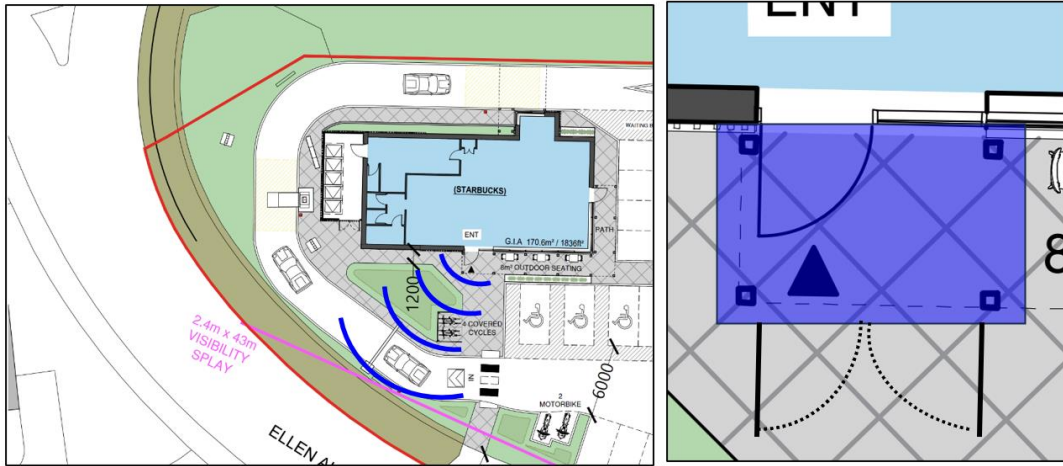 WAITING B
(STARBUCKS)
ENT
G.I.A 170.6m² / 1836ft²
PATH
8m² OUTDOOR SEATING
1200
4 COVERED
CYCLES
2.4m x 43m
VISIBILITY
SPLAY
IN
6000
2
MOTORBIKE
ELLEN A
ENT
8